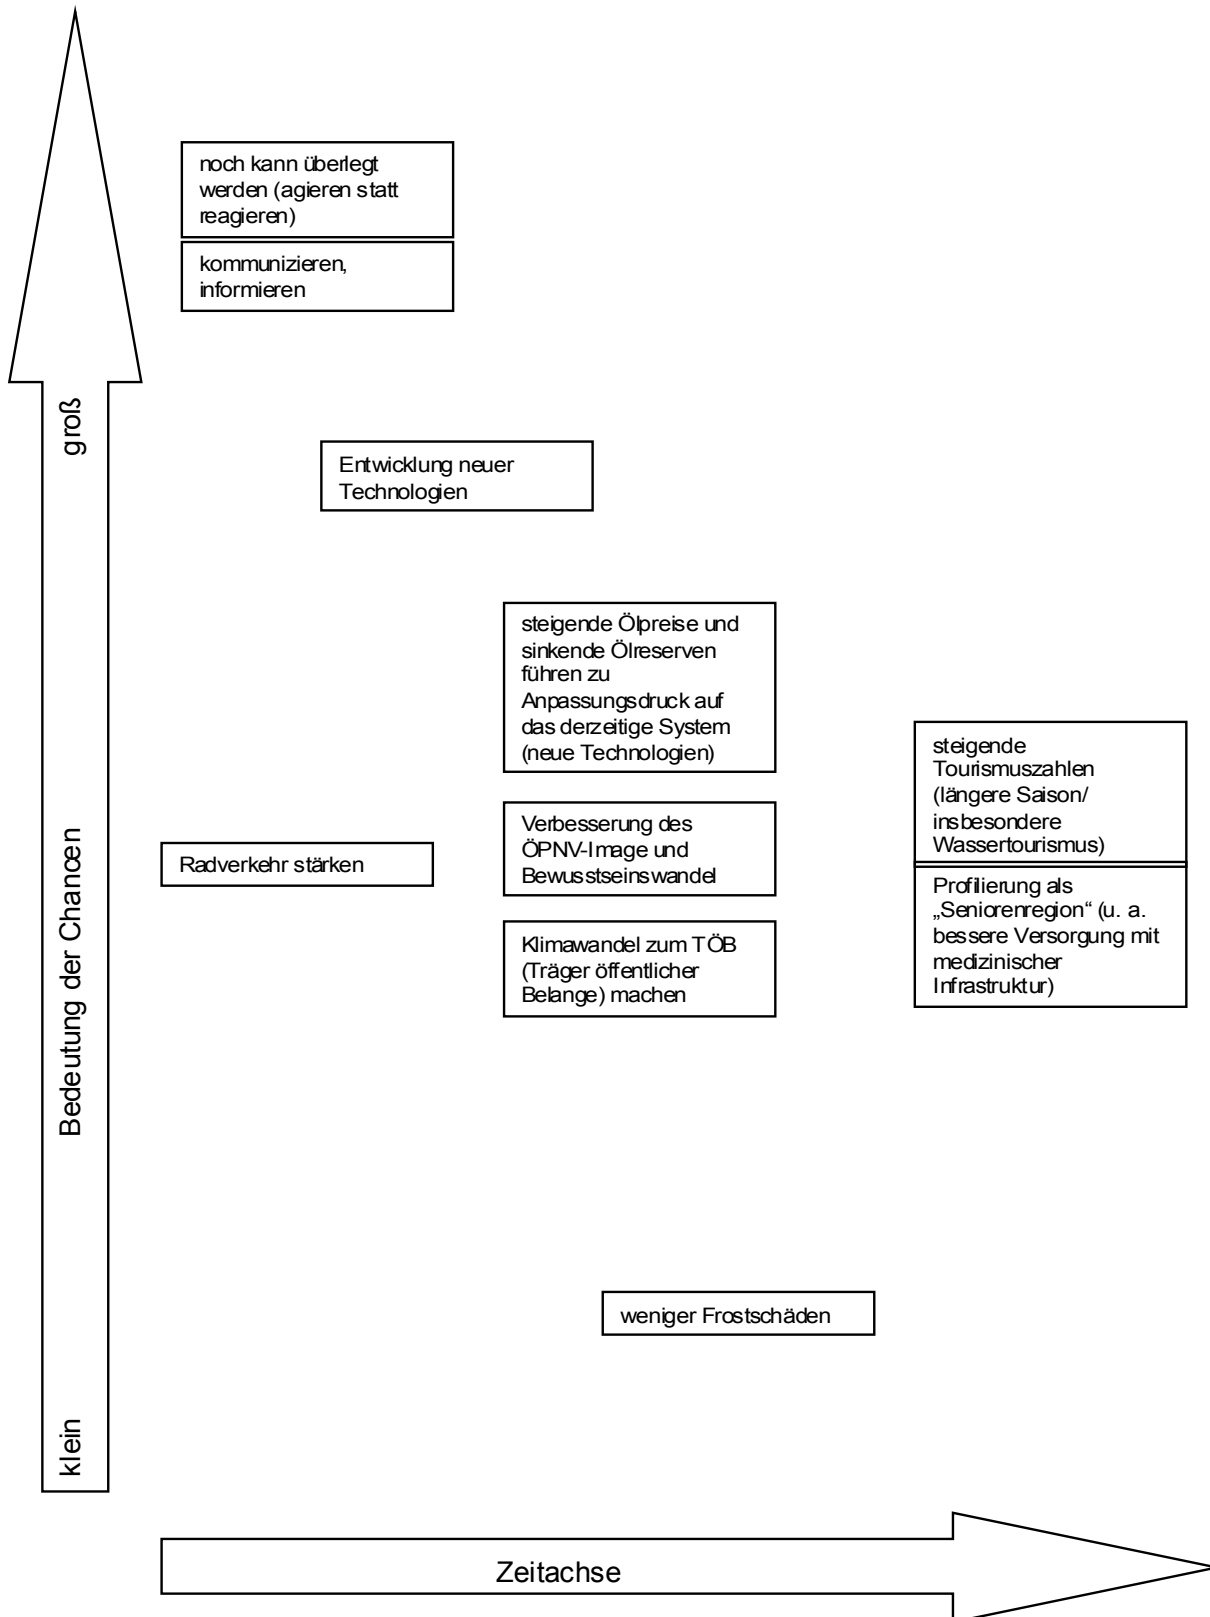 noch kann überlegt
werden (agieren statt
reagieren)
kommunizieren,
informieren
groß
Entwicklung neuer
Technologien
steigende Ölpreise und
sinkende Ölreserven
führen zu
Anpassungsdruck auf
das derzeitige System
(neue Technologien)
steigende
Tourismuszahlen
(längere Saison/
insbesondere
Wassertourismus)
Verbesserung des
ÖPNV-Image und
Bewusstseinswandel
Radverkehr stärken
Profilierung als
„Seniorenregion“ (u. a.
bessere Versorgung mit
medizinischer
Infrastruktur)
Klimawandel zum TÖB
(Träger öffentlicher
Belange) machen
Bedeutung der Chancen
weniger Frostschäden
klein
Zeitachse